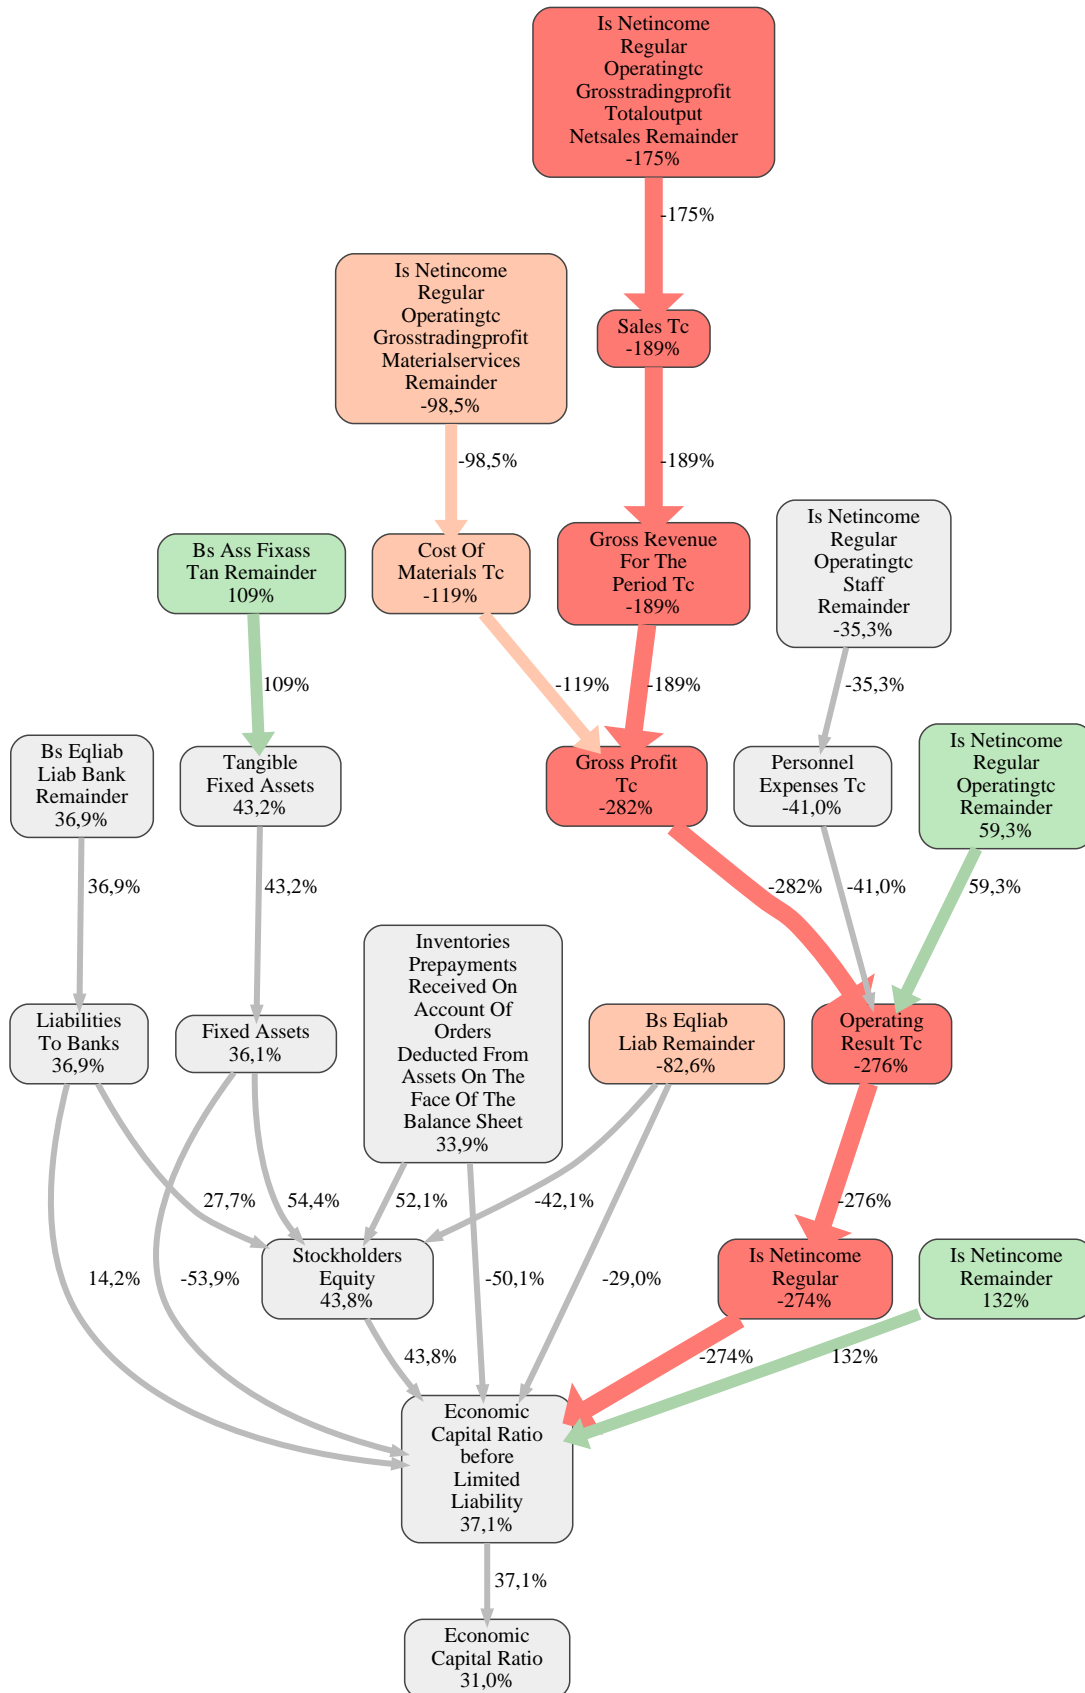 Is Netincome
Regular
Operatingtc
Grosstradingprofit
Totaloutput
Netsales Remainder
-175%
-175%
Is Netincome
Regular
Operatingtc
Grosstradingprofit
Materialservices
Remainder
-98,5%
Sales Tc
-189%
-98,5%
-189%
Bs Ass Fixass
Tan Remainder
109%
Cost Of
Materials Tc
-119%
Gross Revenue
For The
Period Tc
-189%
Is Netincome
Regular
Operatingtc
Staff
Remainder
-35,3%
109%
-119%
-189%
-35,3%
Bs Eqliab
Liab Bank
Remainder
36,9%
Tangible
Fixed Assets
43,2%
Gross Profit
Tc
-282%
Personnel
Expenses Tc
-41,0%
Is Netincome
Regular
Operatingtc
Remainder
59,3%
36,9%
43,2%
-282%
-41,0%
59,3%
Liabilities
To Banks
36,9%
Fixed Assets
36,1%
Inventories
Prepayments
Received On
Account Of
Orders
Deducted From
Assets On The
Face Of The
Balance Sheet
33,9%
Bs Eqliab
Liab Remainder
-82,6%
Operating
Result Tc
-276%
27,7%
54,4%
52,1%
-42,1%
-276%
Stockholders
Equity
43,8%
Is Netincome
Regular
-274%
Is Netincome
Remainder
132%
14,2%
-53,9%
-50,1%
-29,0%
43,8%
-274%
132%
Economic
Capital Ratio
before
Limited
Liability
37,1%
37,1%
Economic
Capital Ratio
31,0%